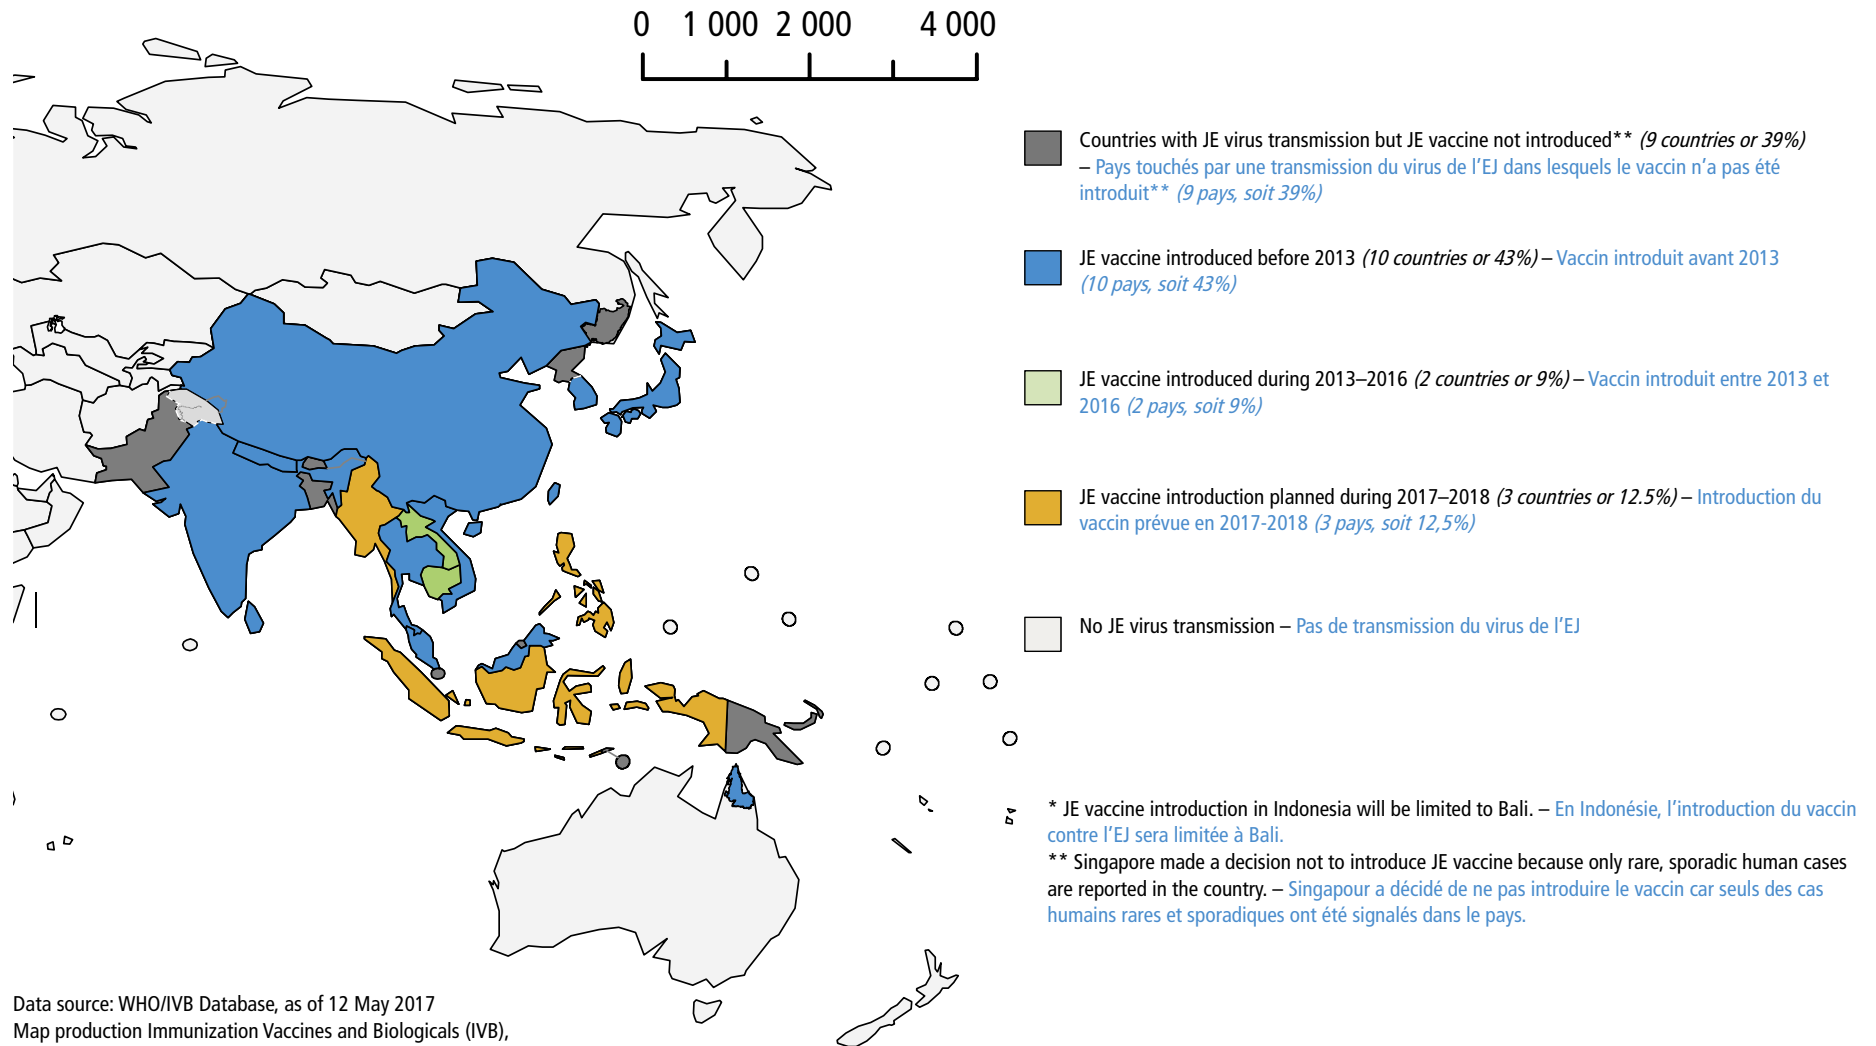 0 1 000 2 000 4 000
Countries with JE virus transmission but JE vaccine not introduced** (9 countries or 39%)
– Pays touchés par une transmission du virus de l'EJ dans lesquels le vaccin n'a pas été
introduit** (9 pays, soit 39%)
JE vaccine introduced before 2013 (10 countries or 43%) – Vaccin introduit avant 2013
(10 pays, soit 43%)
JE vaccine introduced during 2013–2016 (2 countries or 9%) – Vaccin introduit entre 2013 et
2016 (2 pays, soit 9%)
JE vaccine introduction planned during 2017–2018 (3 countries or 12.5%) – Introduction du
vaccin prévue en 2017-2018 (3 pays, soit 12,5%)
No JE virus transmission – Pas de transmission du virus de l'EJ
* JE vaccine introduction in Indonesia will be limited to Bali. – En Indonésie, l'introduction du vaccin
contre l'EJ sera limitée à Bali.
** Singapore made a decision not to introduce JE vaccine because only rare, sporadic human cases
are reported in the country. – Singapour a décidé de ne pas introduire le vaccin car seuls des cas
humains rares et sporadiques ont été signalés dans le pays.
Data source: WHO/IVB Database, as of 12 May 2017
Map production Immunization Vaccines and Biologicals (IVB),